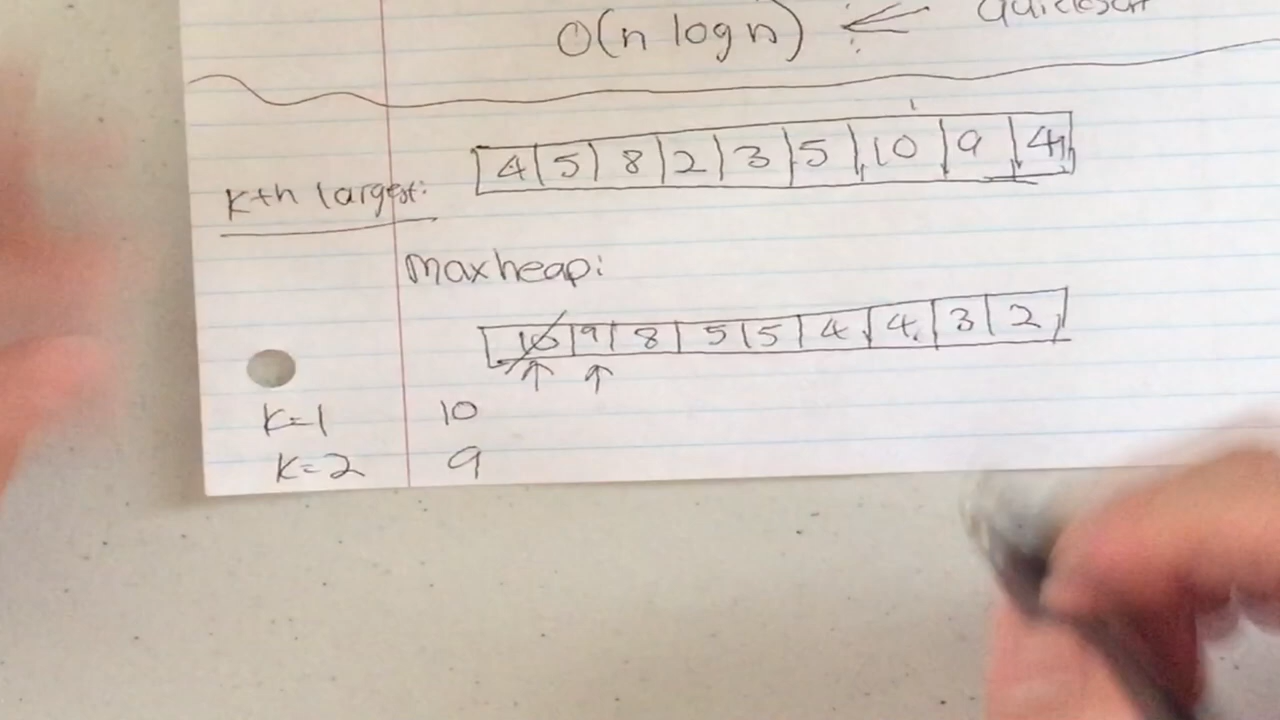 O(n log n) ←
4 5 8 2 3 5 10 9 4
Kth largest:
Maxheap:
10 9 8 5 5 4 4 3 2
K=1 10
K=2 9